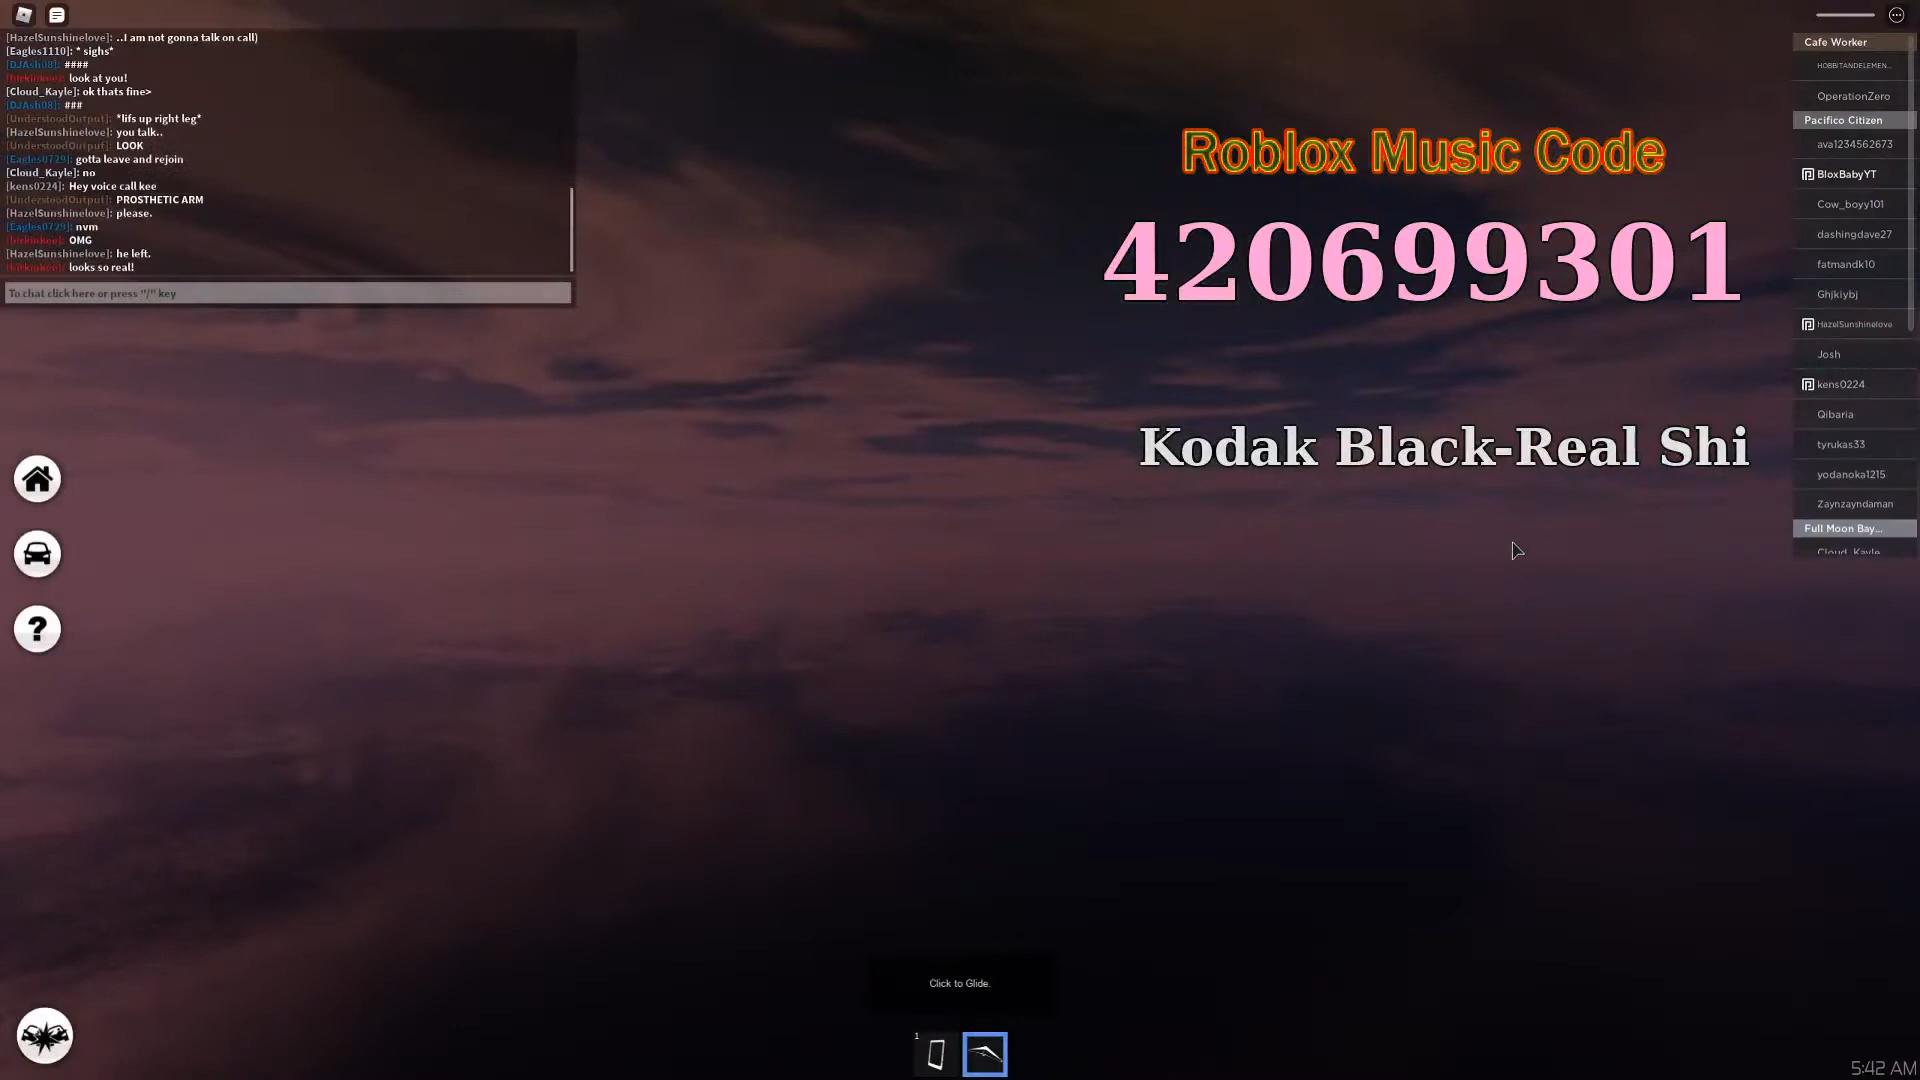 [HazelSunshinelove]: ..I am not gonna talk on call)
[Eagles1110]: * sighs*
[DJAsh08]: ####
look at you!
[Cloud_Kayle]: ok thats fine>
[DJAsh08]: ###
[UnderstoodOutput]: *lifs up right leg*
[HazelSunshinelove]: you talk..
[UnderstoodOutput]: LOOK
[Eagles0729]: gotta leave and rejoin
[Cloud_Kayle]: no
[kens0224]: Hey voice call kee
[UnderstoodOutput]: PROSTHETIC ARM
[HazelSunshinelove]: please.
[Eagles0729]: nvm
OMG
[HazelSunshinelove]: he left.
looks so real!
To chat click here or press "/" key
Roblox Music Code
420699301
Kodak Black-Real Shi
Cafe Worker
HOBBITANDELEMEN...
OperationZero
Pacifico Citizen
ava1234562673
BloxBabyYT
Cow_boyy101
dashingdave27
fatmandk10
Ghjkiybj
HazelSunshinelove
Josh
kens0224
Qibaria
tyrukas33
yodanoka1215
Zaynzayndaman
Full Moon Bay...
Cloud_Kayle
?
Click to Glide.
1
5:42 AM